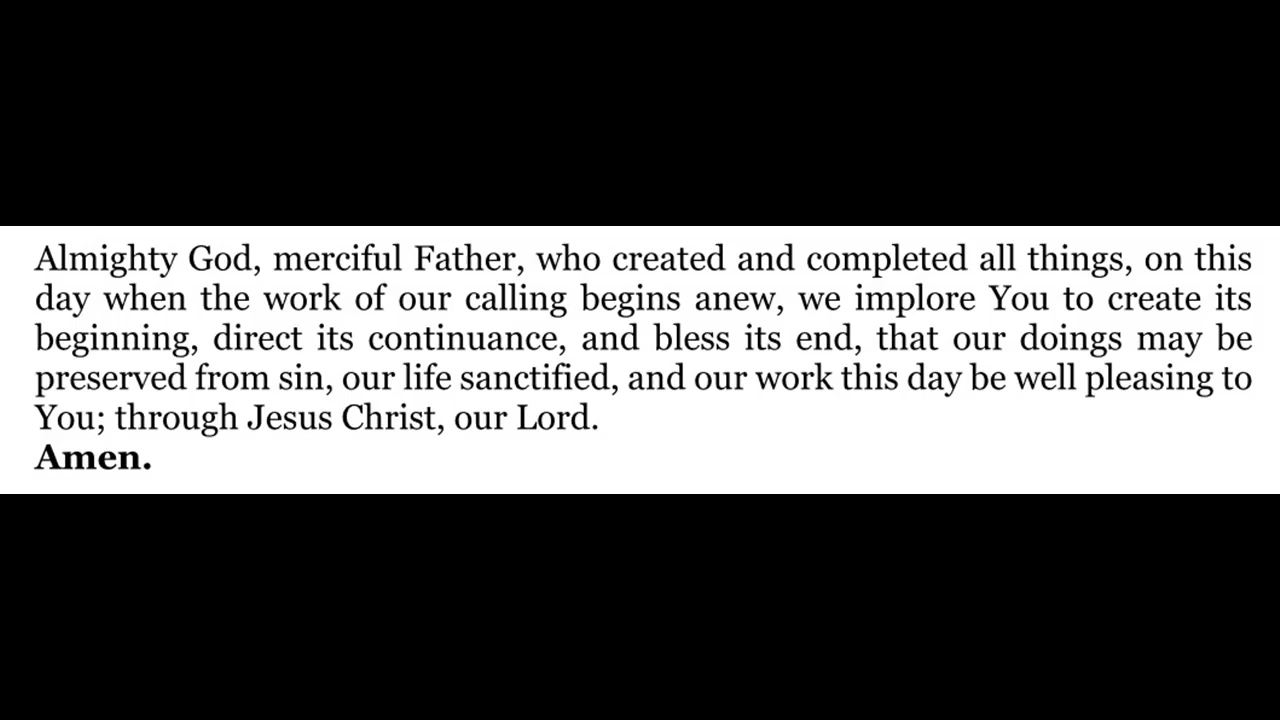 Almighty God, merciful Father, who created and completed all things, on this
day when the work of our calling begins anew, we implore You to create its
beginning, direct its continuance, and bless its end, that our doings may be
preserved from sin, our life sanctified, and our work this day be well pleasing to
You; through Jesus Christ, our Lord.
Amen.